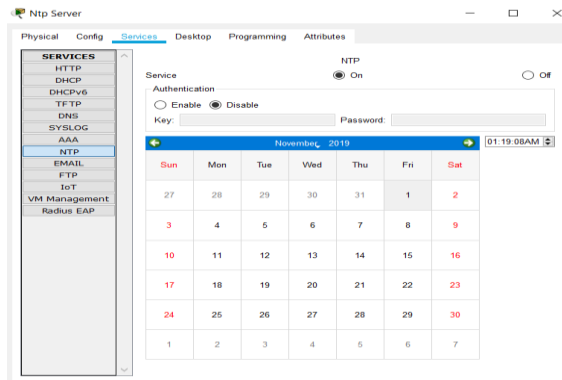 Ntp Server
Physical Config Services Desktop Programming Attributes
SERVICES
HTTP
DHCP
DHCPv6
TFTP
DNS
SYSLOG
AAA
NTP
EMAIL
FTP
IoT
VM Management
Radius EAP
NTP
Service On Off
Authentication
Enable Disable
Key: Password:
November, 2019 01:19:08AM
Sun Mon Tue Wed Thu Fri Sat
27 28 29 30 31 1 2
3 4 5 6 7 8 9
10 11 12 13 14 15 16
17 18 19 20 21 22 23
24 25 26 27 28 29 30
1 2 3 4 5 6 7